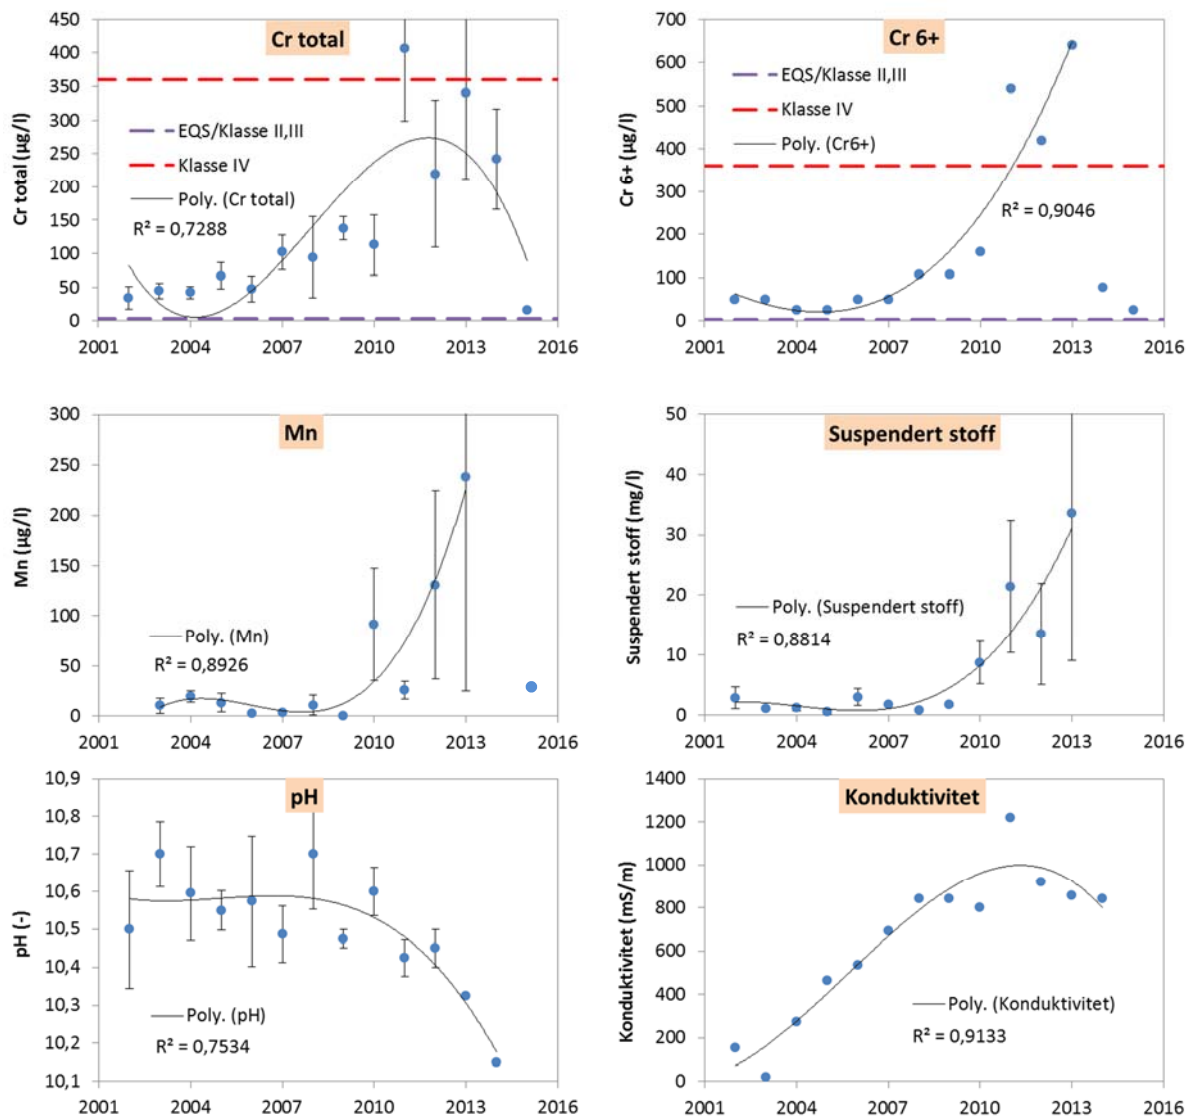 Cr total
Cr total (µg/l)
450
400
350
300
250
200
150
100
50
0
EQS/Klasse II,III
Klasse IV
Poly. (Cr total)
R² = 0,7288
2001 2004 2007 2010 2013 2016
Cr 6+
Cr 6+ (µg/l)
700
600
500
400
300
200
100
0
EQS/Klasse II,III
Klasse IV
Poly. (Cr6+)
R² = 0,9046
2001 2004 2007 2010 2013 2016
Mn
Mn (µg/l)
300
250
200
150
100
50
0
Poly. (Mn)
R² = 0,8926
2001 2004 2007 2010 2013 2016
Suspendert stoff
Suspendert stoff (mg/l)
50
40
30
20
10
0
Poly. (Suspendert stoff)
R² = 0,8814
2001 2004 2007 2010 2013 2016
pH
pH (-)
10,9
10,8
10,7
10,6
10,5
10,4
10,3
10,2
10,1
Poly. (pH)
R² = 0,7534
2001 2004 2007 2010 2013 2016
Konduktivitet
Konduktivitet (mS/m)
1400
1200
1000
800
600
400
200
0
Poly. (Konduktivitet)
R² = 0,9133
2001 2004 2007 2010 2013 2016